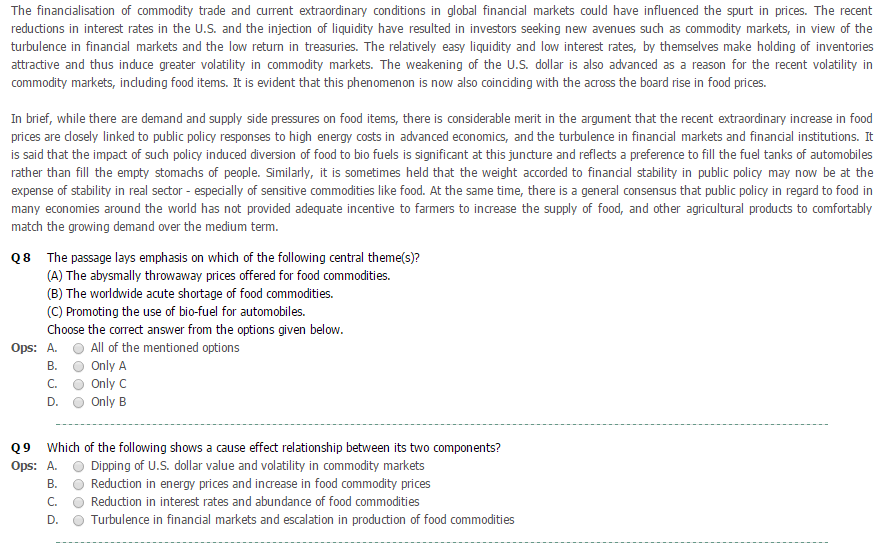 The financialisation of commodity trade and current extraordinary conditions in global financial markets could have influenced the spurt in prices. The recent
reductions in interest rates in the U.S. and the injection of liquidity have resulted in investors seeking new avenues such as commodity markets, in view of the
turbulence in financial markets and the low return in treasuries. The relatively easy liquidity and low interest rates, by themselves make holding of inventories
attractive and thus induce greater volatility in commodity markets. The weakening of the U.S. dollar is also advanced as a reason for the recent volatility in
commodity markets, including food items. It is evident that this phenomenon is now also coinciding with the across the board rise in food prices.
In brief, while there are demand and supply side pressures on food items, there is considerable merit in the argument that the recent extraordinary increase in food
prices are closely linked to public policy responses to high energy costs in advanced economics, and the turbulence in financial markets and financial institutions. It
is said that the impact of such policy induced diversion of food to bio fuels is significant at this juncture and reflects a preference to fill the fuel tanks of automobiles
rather than fill the empty stomachs of people. Similarly, it is sometimes held that the weight accorded to financial stability in public policy may now be at the
expense of stability in real sector - especially of sensitive commodities like food. At the same time, there is a general consensus that public policy in regard to food in
many economies around the world has not provided adequate incentive to farmers to increase the supply of food, and other agricultural products to comfortably
match the growing demand over the medium term.
Q 8 The passage lays emphasis on which of the following central theme(s)?
(A) The abysmally throwaway prices offered for food commodities.
(B) The worldwide acute shortage of food commodities.
(C) Promoting the use of bio-fuel for automobiles.
Choose the correct answer from the options given below.
Ops: A. All of the mentioned options
B. Only A
C. Only C
D. Only B
Q 9 Which of the following shows a cause effect relationship between its two components?
Ops: A. Dipping of U.S. dollar value and volatility in commodity markets
B. Reduction in energy prices and increase in food commodity prices
C. Reduction in interest rates and abundance of food commodities
D. Turbulence in financial markets and escalation in production of food commodities